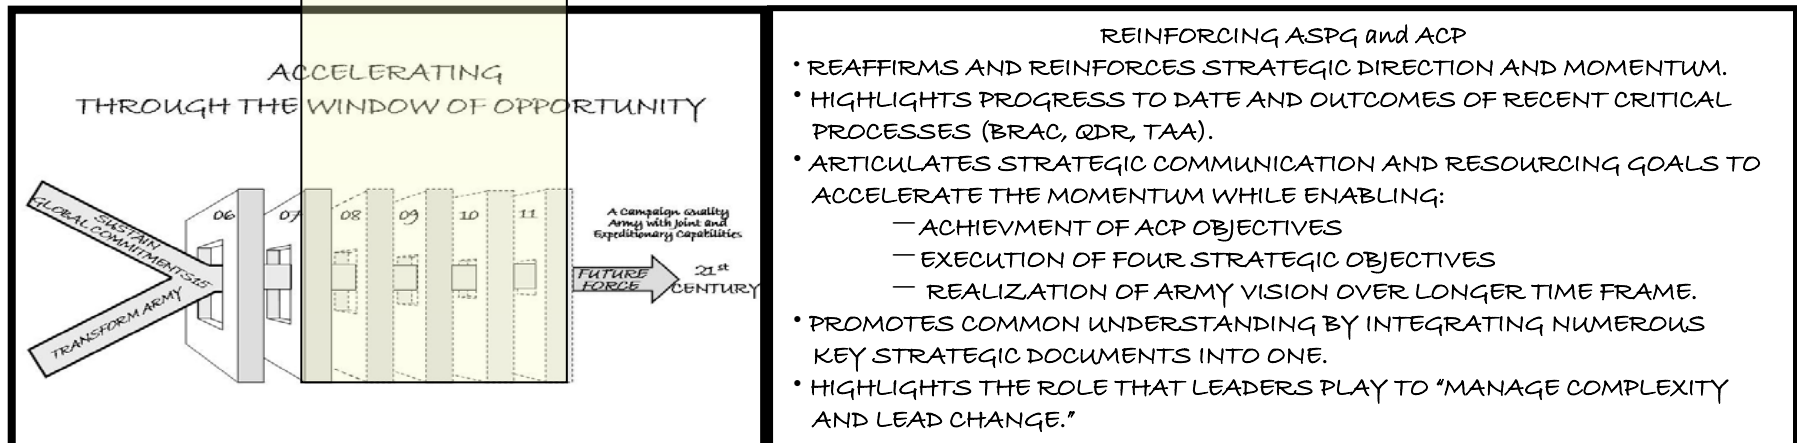 ACCELERATING
THROUGH THE WINDOW OF OPPORTUNITY
SUSTAIN
GLOBAL COMMITMENTS15
TRANSFORM ARMY
06
07
08
09
10
11
A Campaign Quality
Army with Joint and
Expeditionary Capabilities
FUTURE
FORCE
21st
CENTURY
REINFORCING ASPG and ACP
• REAFFIRMS AND REINFORCES STRATEGIC DIRECTION AND MOMENTUM.
• HIGHLIGHTS PROGRESS TO DATE AND OUTCOMES OF RECENT CRITICAL
PROCESSES (BRAC, QDR, TAA).
• ARTICULATES STRATEGIC COMMUNICATION AND RESOURCING GOALS TO
ACCELERATE THE MOMENTUM WHILE ENABLING:
— ACHIEVMENT OF ACP OBJECTIVES
— EXECUTION OF FOUR STRATEGIC OBJECTIVES
— REALIZATION OF ARMY VISION OVER LONGER TIME FRAME.
• PROMOTES COMMON UNDERSTANDING BY INTEGRATING NUMEROUS
KEY STRATEGIC DOCUMENTS INTO ONE.
• HIGHLIGHTS THE ROLE THAT LEADERS PLAY TO “MANAGE COMPLEXITY
AND LEAD CHANGE.”